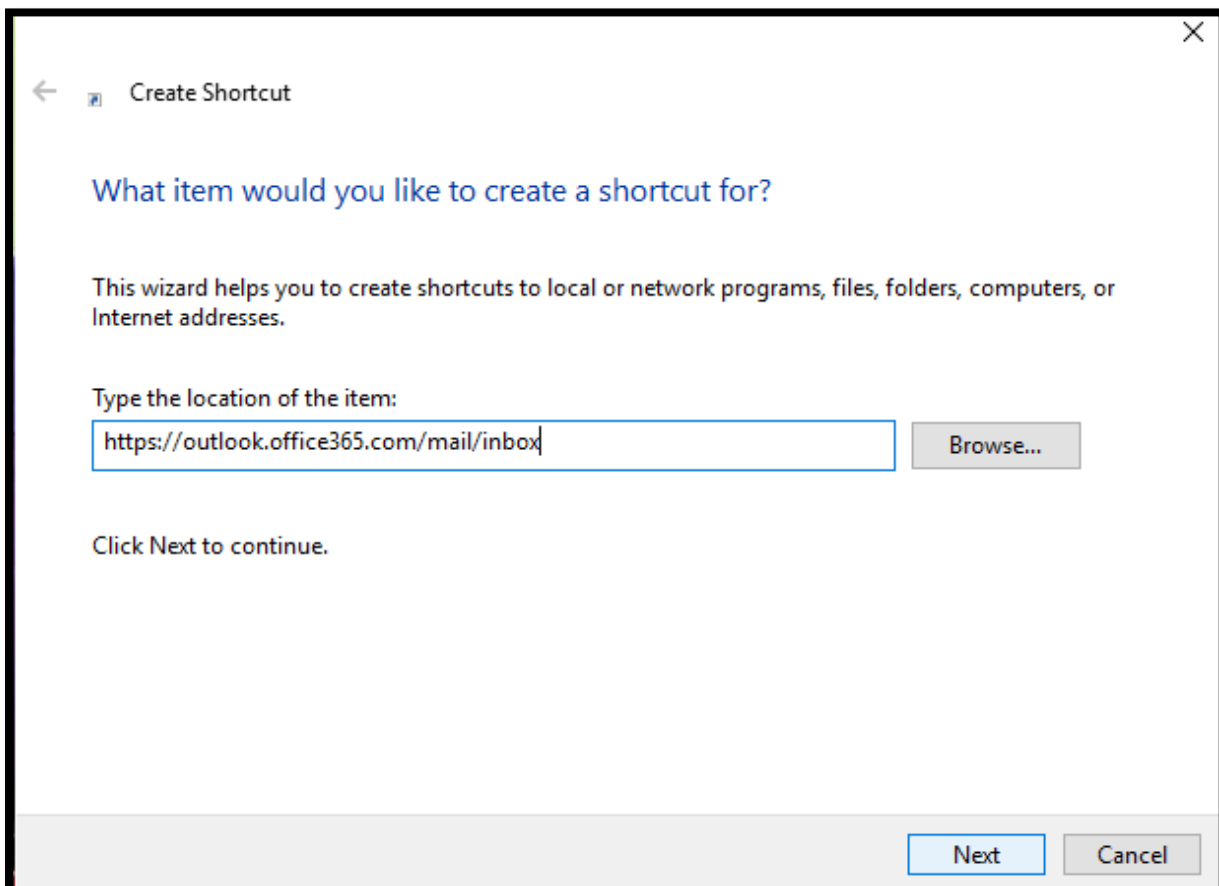 Create Shortcut
What item would you like to create a shortcut for?
This wizard helps you to create shortcuts to local or network programs, files, folders, computers, or
Internet addresses.
Type the location of the item:
https://outlook.office365.com/mail/inbox
Browse...
Click Next to continue.
Next
Cancel